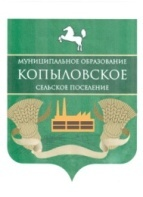 МУНИЦИПАЛЬНОЕ ОБРАЗОВАНИЕ
КОПЫЛОВСКОЕ
СЕЛЬСКОЕ ПОСЕЛЕНИЕ